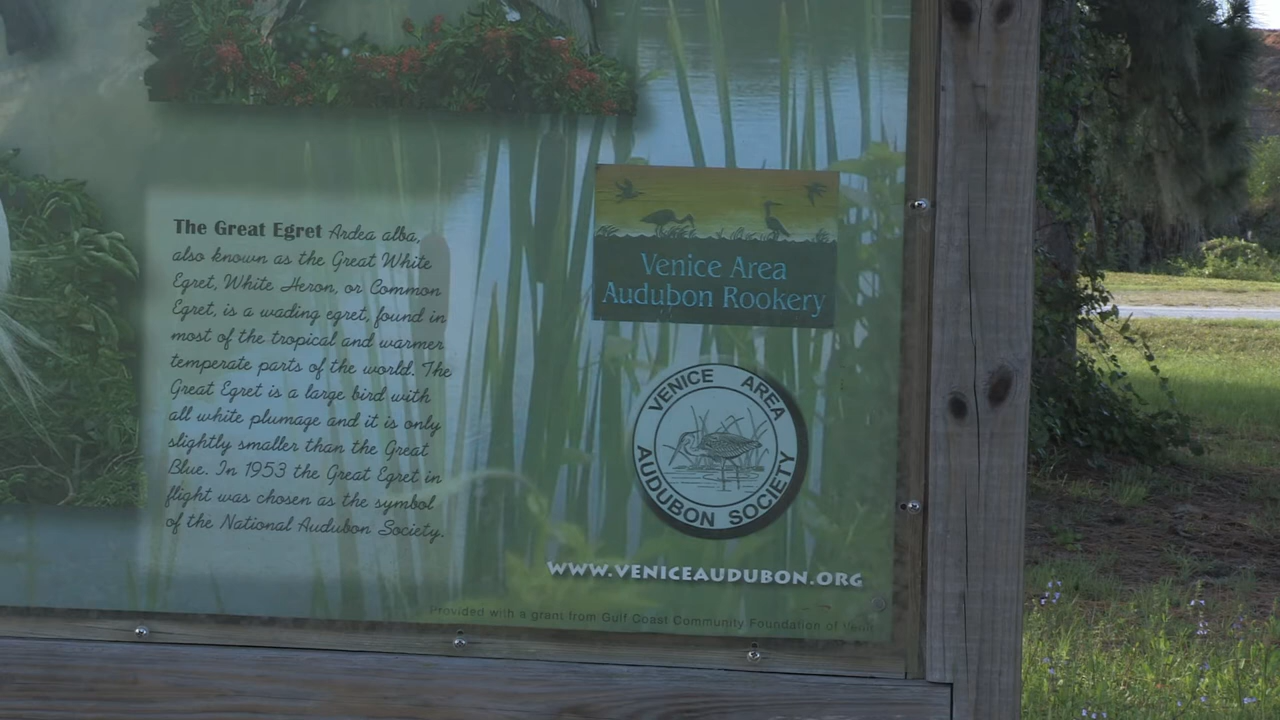 The Great Egret Ardea alba,
also known as the Great White
Egret, White Heron, or Common
Egret, is a wading egret, found in
most of the tropical and warmer
temperate parts of the world. The
Great Egret is a large bird with
all white plumage and it is only
slightly smaller than the Great
Blue. In 1953 the Great Egret in
flight was chosen as the symbol
of the National Audubon Society.
Venice Area
Audubon Rookery
VENICE AREA
AUDUBON SOCIETY
WWW.VENICEAUDUBON.ORG
Provided with a grant from Gulf Coast Community Foundation of Venice